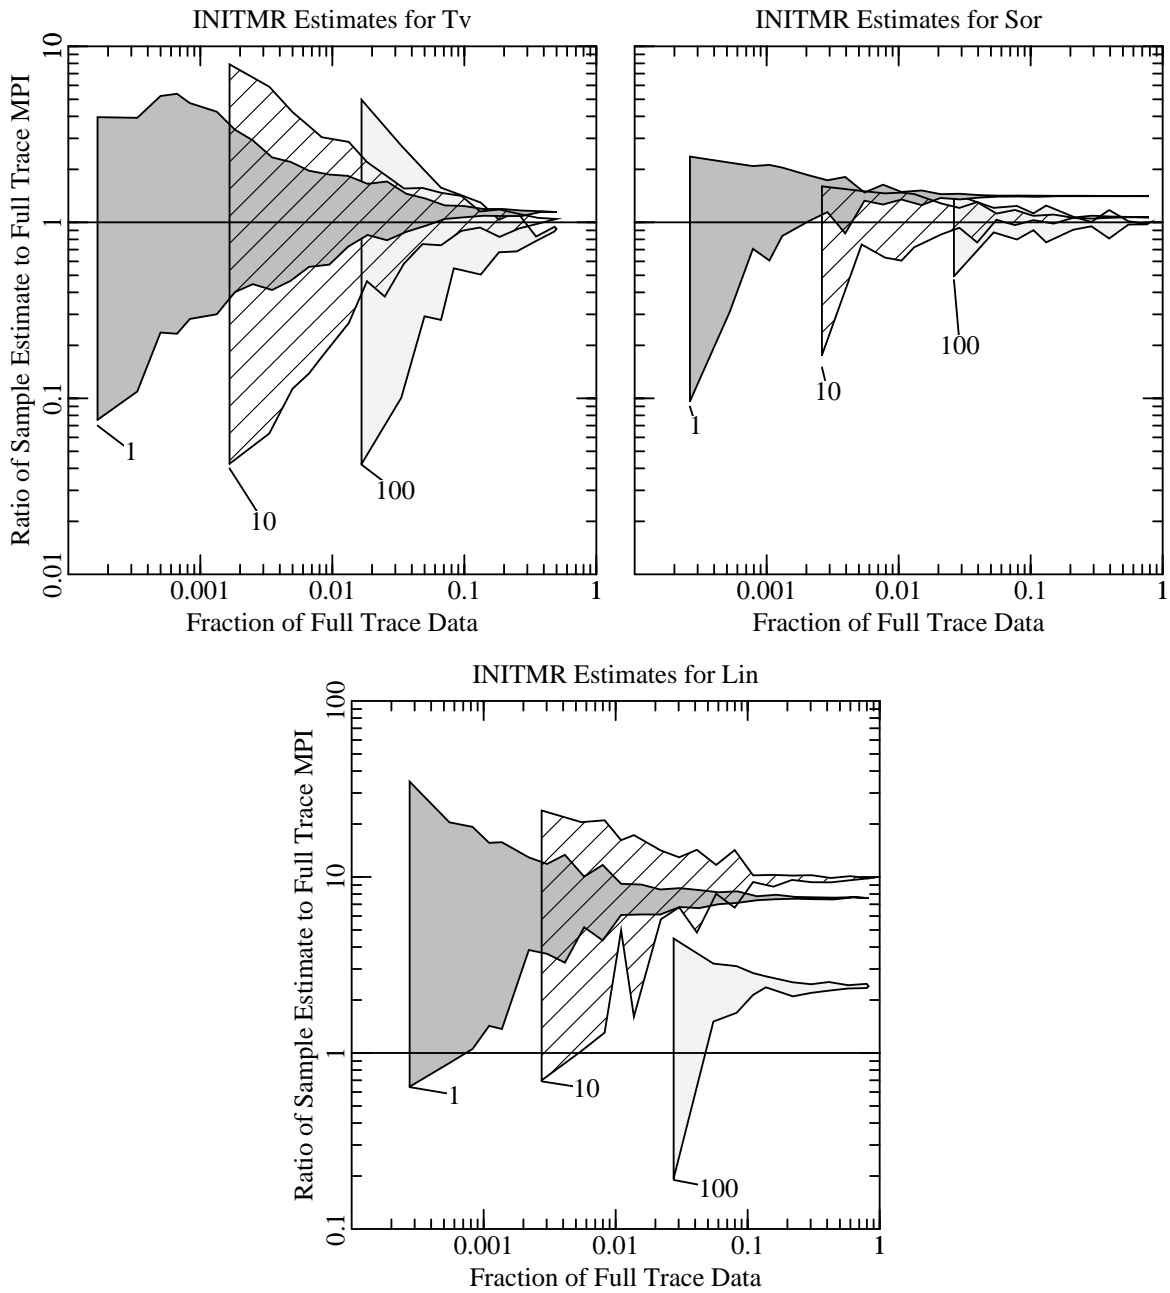 INITMR Estimates for Tv
Ratio of Sample Estimate to Full Trace MPI
10
1
0.1
0.01
1
10
100
0.001 0.01 0.1 1
Fraction of Full Trace Data
INITMR Estimates for Sor
1
10
100
0.001 0.01 0.1 1
Fraction of Full Trace Data
INITMR Estimates for Lin
Ratio of Sample Estimate to Full Trace MPI
100
10
1
0.1
1
10
100
0.001 0.01 0.1 1
Fraction of Full Trace Data